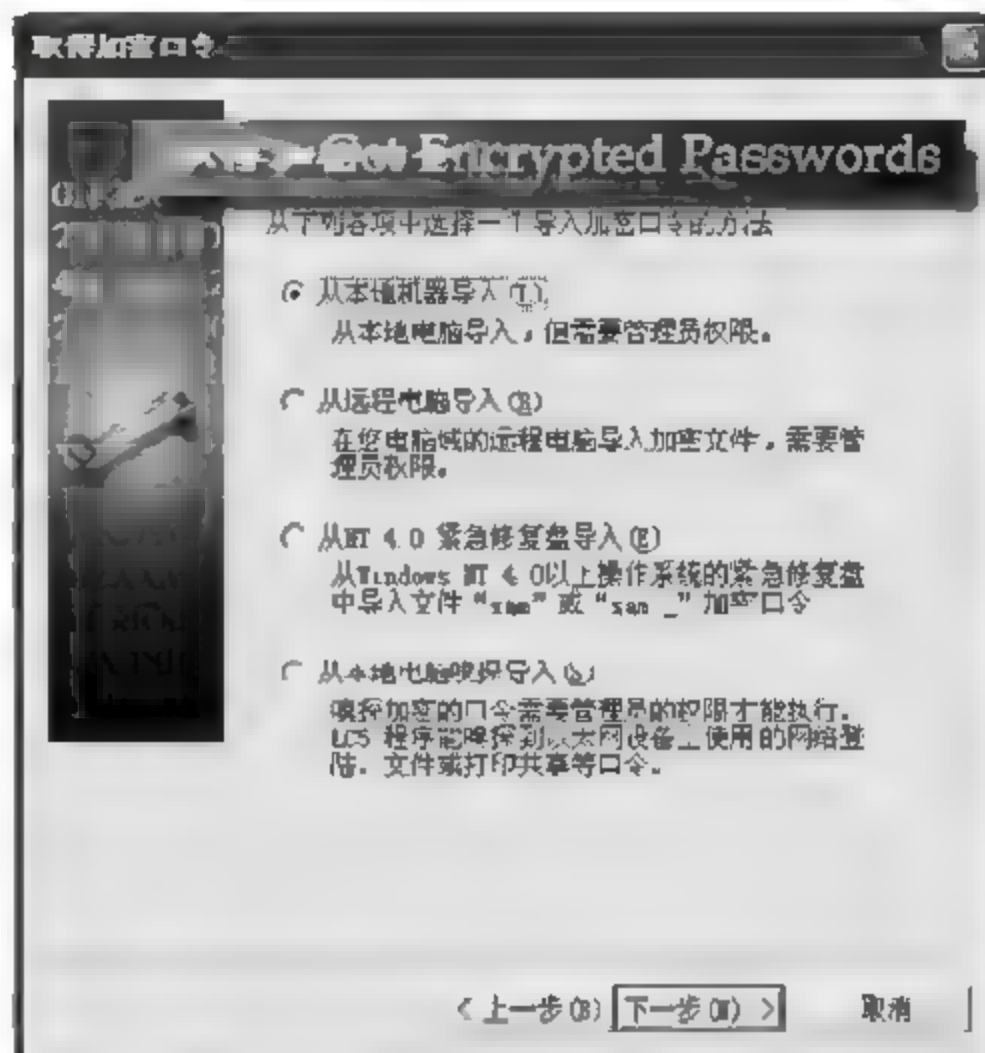 取得加密口令
Get Encrypted Passwords
从下列各项中选择一个导入加密口令的方法
从本地机器导入(L)
从本地电脑导入，但需要管理员权限。
从远程电脑导入(R)
在您电脑域的远程电脑导入加密文件，需要管
理员权限。
从NT 4.0 紧急修复盘导入(E)
从Windows NT 4.0以上操作系统的紧急修复盘
中导入文件“sam”或“sam _”加密口令
从本地电脑嗅探导入(S)
嗅探加密的口令需要管理员的权限才能执行.
LC5 程序能嗅探到以太网设备上使用的网络登
陆. 文件或打印共享等口令。
< 上一步(B) 下一步(N) > 取消